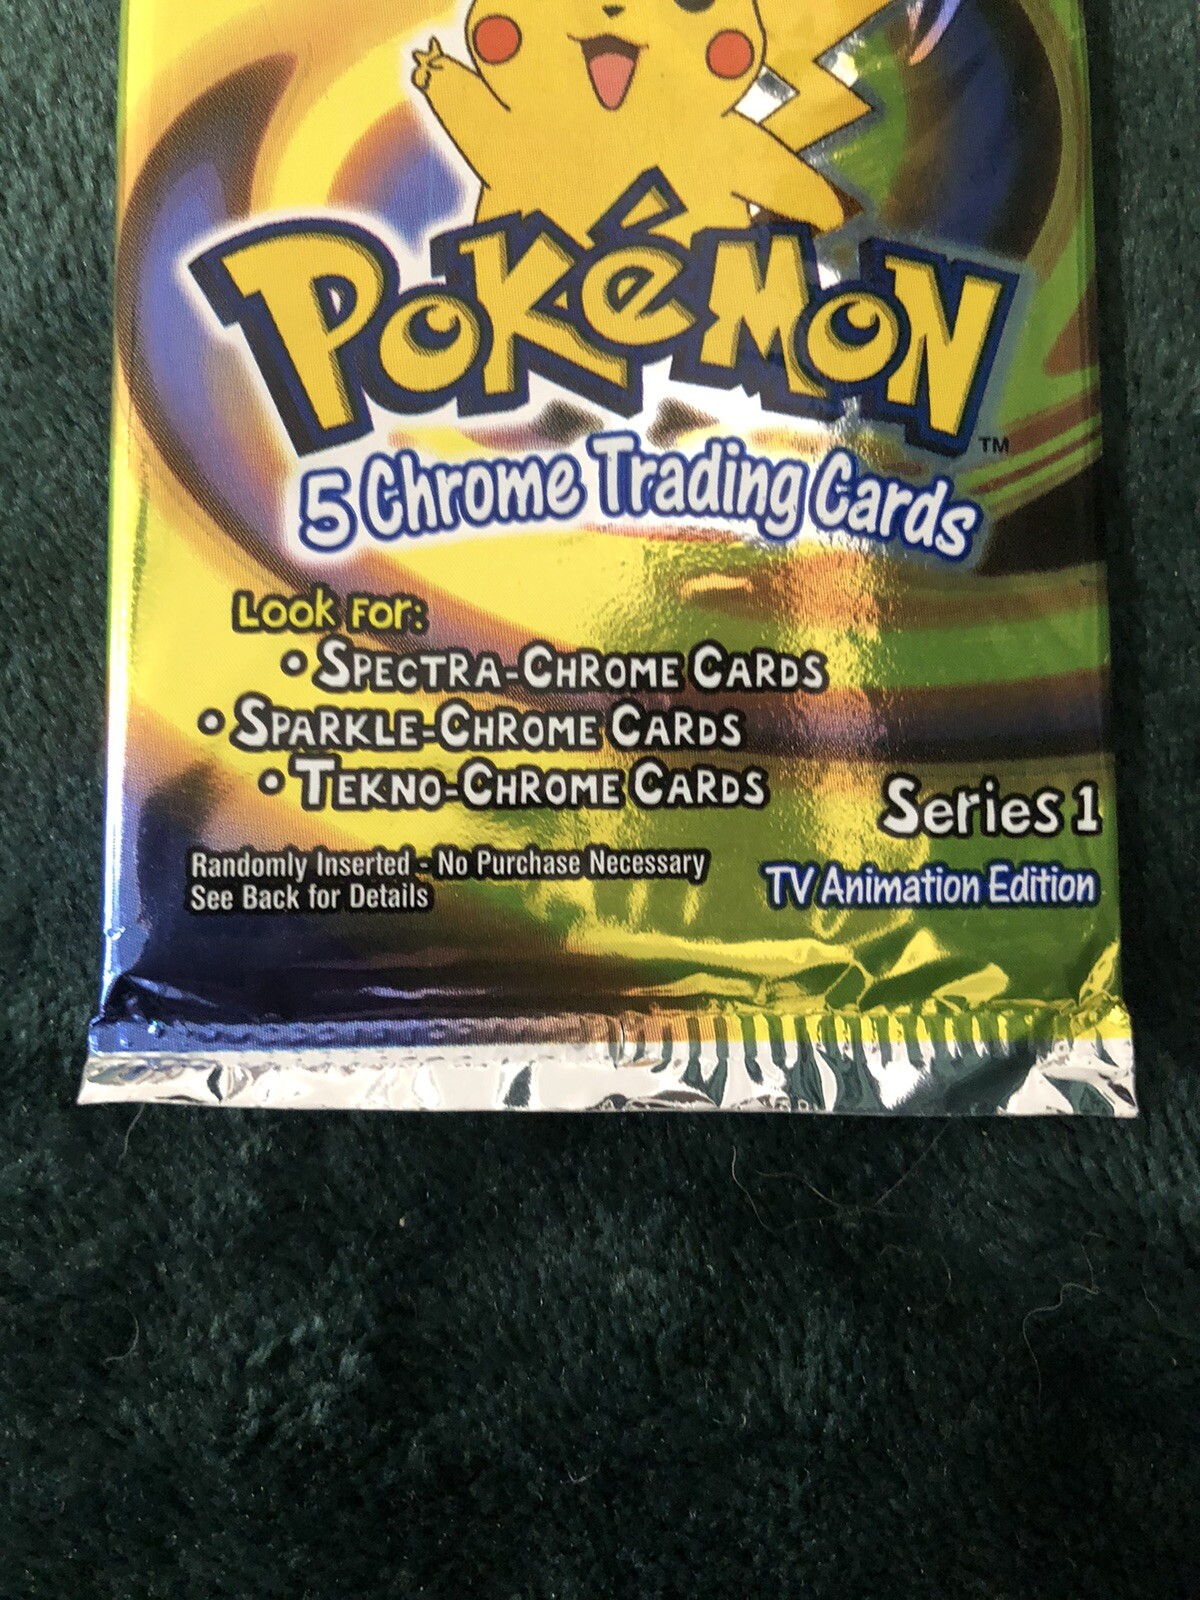 POKéMON
TM
5 Chrome Trading Cards
LOOK FOR:
• SPECTRA-CHROME CARDS
• SPARKLE-CHROME CARDS
• TEKNO-CHROME CARDS
Series 1
Randomly Inserted - No Purchase Necessary
See Back for Details
TV Animation Edition